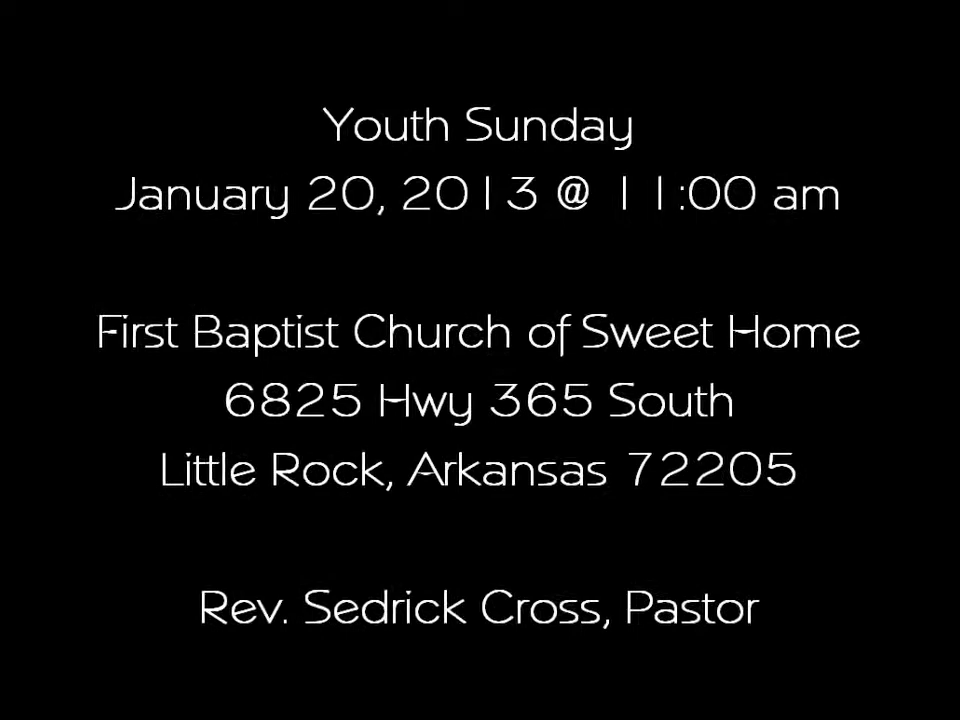 Youth Sunday
January 20, 2013 @ 11:00 am
First Baptist Church of Sweet Home
6825 Hwy 365 South
Little Rock, Arkansas 72205
Rev. Sedrick Cross, Pastor